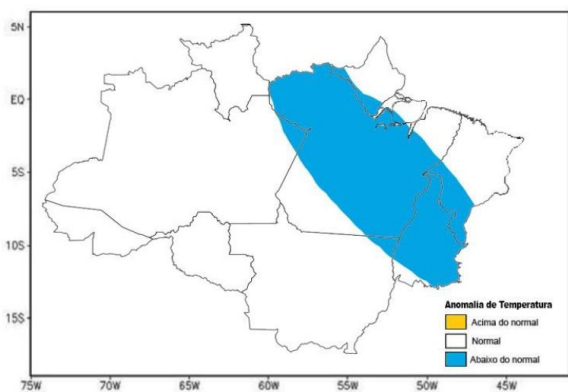 5N
EQ
5S
10S
15S
75W 70W 65W 60W 55W 50W 45W
Anomalia de Temperatura
Acima do normal
Normal
Abaixo do normal